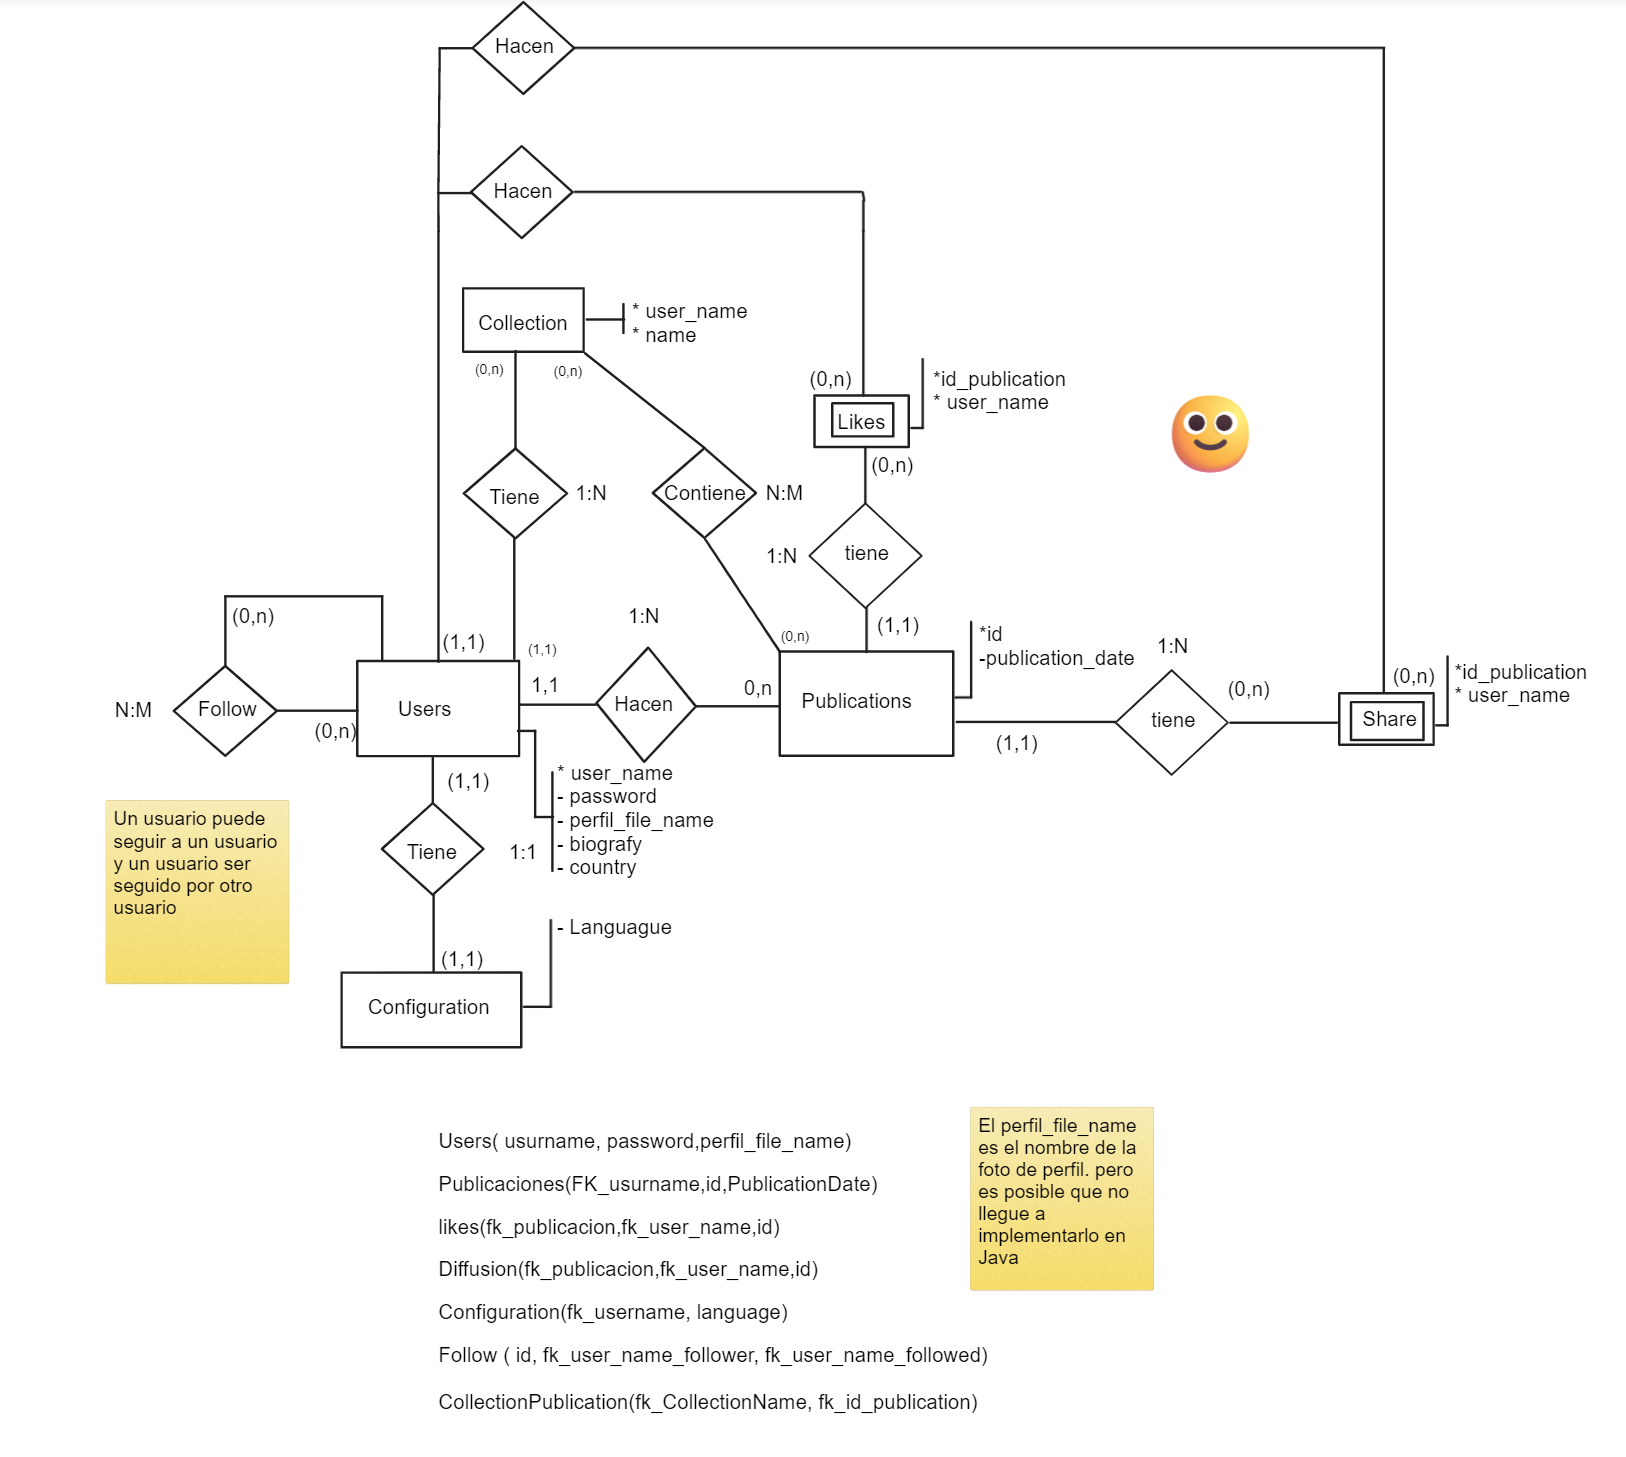 Hacen
Hacen
Collection
* user_name
* name
(0,n)
(0,n)
(0,n)
*id_publication
* user_name
Likes
(0,n)
Tiene
1:N
Contiene
N:M
1:N
tiene
(0,n)
(1,1)
(1,1)
1:N
(0,n)
(1,1)
*id
-publication_date
1:N
N:M
Follow
(0,n)
Users
1,1
Hacen
0,n
Publications
(1,1)
tiene
(0,n)
(0,n)
Share
*id_publication
* user_name
(1,1)
* user_name
- password
- perfil_file_name
- biografy
- country
Tiene
1:1
Un usuario puede
seguir a un usuario
y un usuario ser
seguido por otro
usuario
- Languague
(1,1)
Configuration
Users( usurname, password,perfil_file_name)
Publicaciones(FK_usurname,id,PublicationDate)
likes(fk_publicacion,fk_user_name,id)
Diffusion(fk_publicacion,fk_user_name,id)
Configuration(fk_username, language)
Follow ( id, fk_user_name_follower, fk_user_name_followed)
CollectionPublication(fk_CollectionName, fk_id_publication)
El perfil_file_name
es el nombre de la
foto de perfil. pero
es posible que no
llegue a
implementarlo en
Java